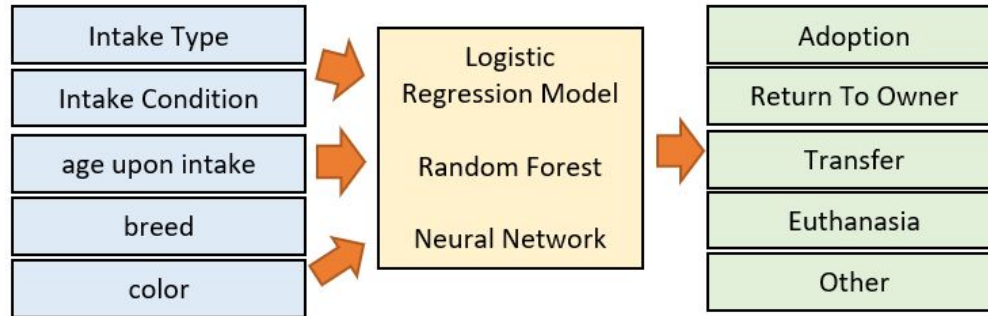 Intake Type
Intake Condition
age upon intake
breed
color
Logistic
Regression Model
Random Forest
Neural Network
Adoption
Return To Owner
Transfer
Euthanasia
Other